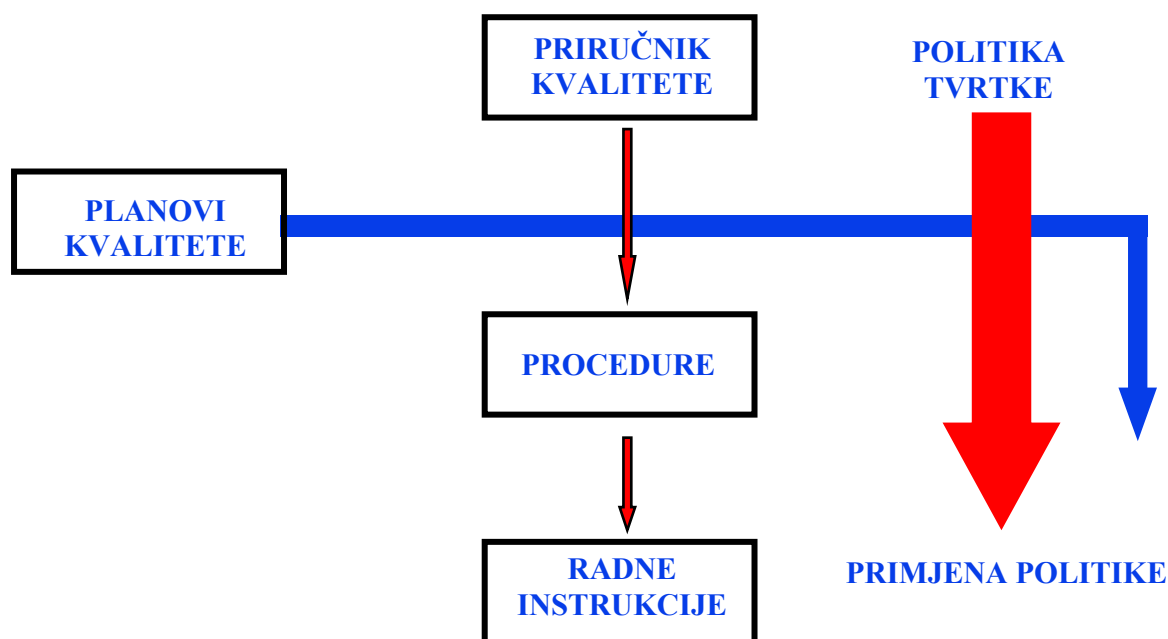 PRIRUČNIK
KVALITETE
POLITIKA
TVRTKE
PLANOVI
KVALITETE
PROCEDURE
RADNE
INSTRUKCIJE
PRIMJENA POLITIKE